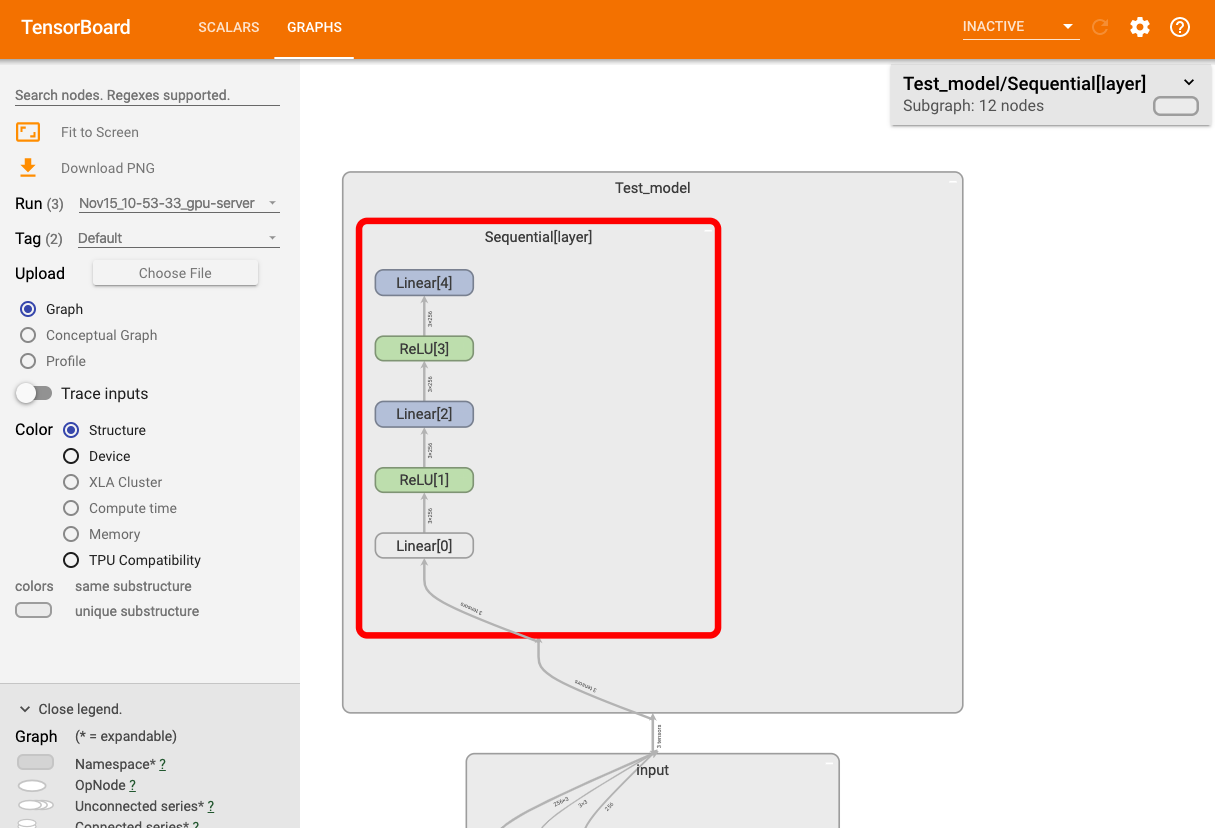 TensorBoard
SCALARS
GRAPHS
INACTIVE
Search nodes. Regexes supported.
Fit to Screen
Download PNG
Run (3) Nov15_10-53-33_gpu-server
Tag (2) Default
Upload Choose File
Graph
Conceptual Graph
Profile
Trace inputs
Color Structure
Device
XLA Cluster
Compute time
Memory
TPU Compatibility
colors same substructure
unique substructure
Close legend.
Graph (* = expandable)
Namespace* ?
OpNode ?
Unconnected series* ?
Connected series* ?
Test_model/Sequential[layer]
Subgraph: 12 nodes
Test_model
Sequential[layer]
Linear[4]
3×256
ReLU[3]
3×256
Linear[2]
3×256
ReLU[1]
3×256
Linear[0]
3 tensors
3 tensors
3 tensors
input
256×3
3×3
256